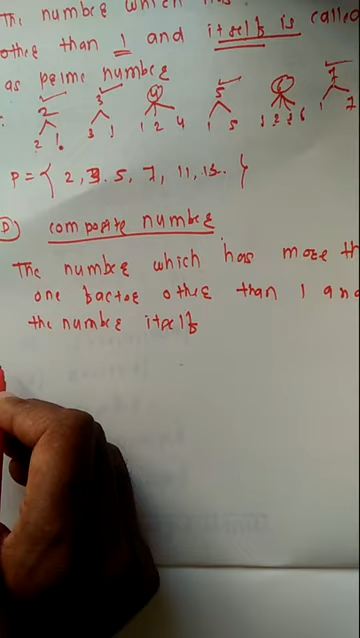 The number which has
other than 1 and itself is called
as prime number
2 3 4 5 6 7
2 1 3 1 1 2 4 1 5 1 2 3 6 1 7
P = { 2, 3. 5, 7, 11, 13.. }
D) composite number
The number which has more th
one factor other than 1 and
the number itself